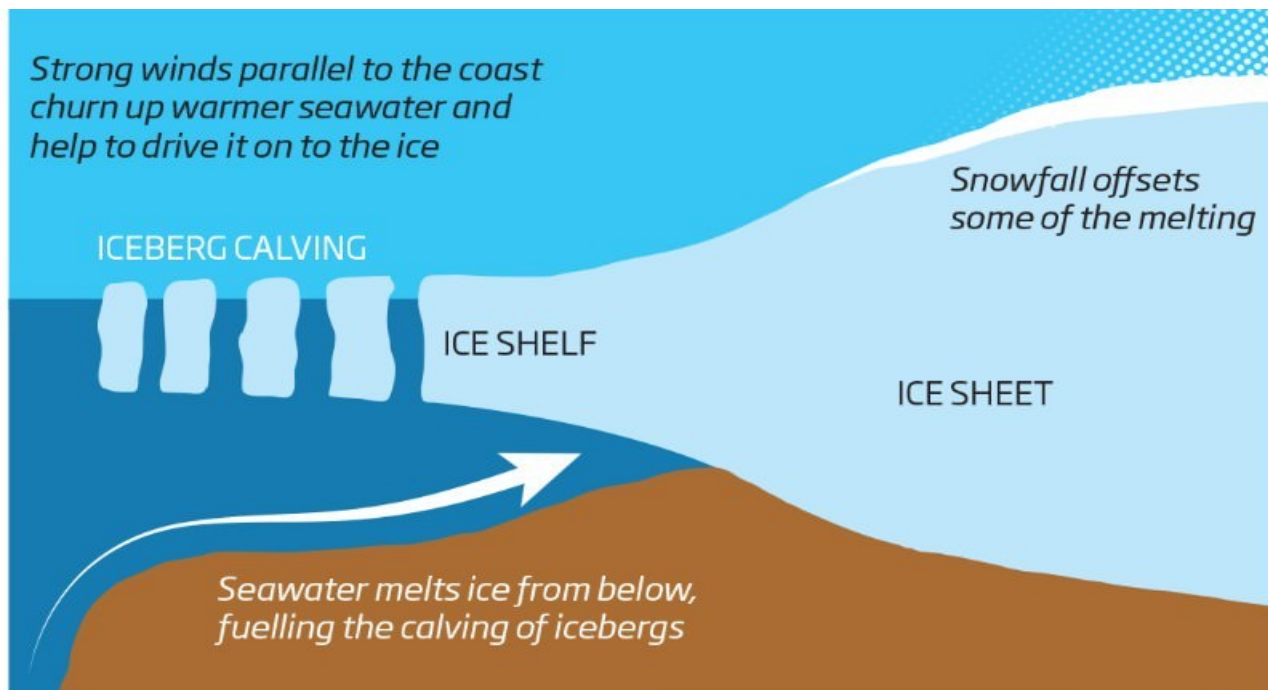 Strong winds parallel to the coast
churn up warmer seawater and
help to drive it on to the ice
Snowfall offsets
some of the melting
ICEBERG CALVING
ICE SHELF
ICE SHEET
Seawater melts ice from below,
fuelling the calving of icebergs